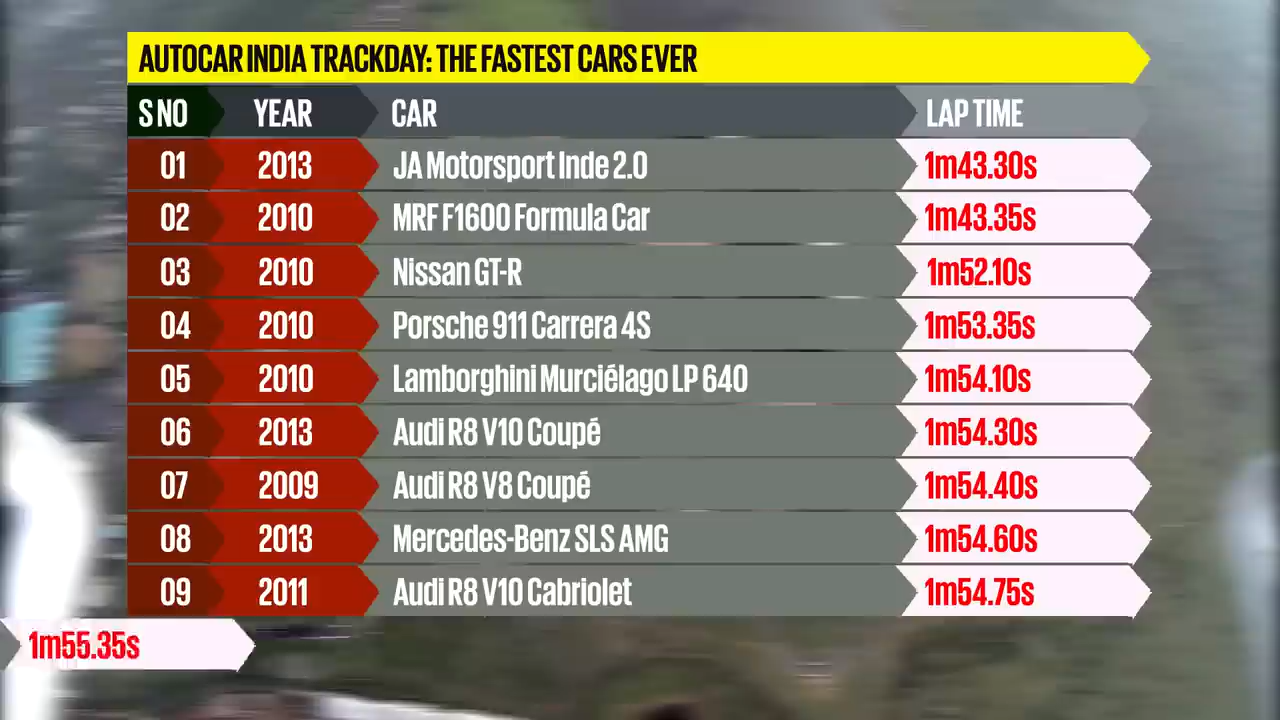 AUTOCAR INDIA TRACKDAY: THE FASTEST CARS EVER
S NO YEAR CAR LAP TIME
01 2013 JA Motorsport Inde 2.0 1m43.30s
02 2010 MRF F1600 Formula Car 1m43.35s
03 2010 Nissan GT-R 1m52.10s
04 2010 Porsche 911 Carrera 4S 1m53.35s
05 2010 Lamborghini Murciélago LP 640 1m54.10s
06 2013 Audi R8 V10 Coupé 1m54.30s
07 2009 Audi R8 V8 Coupé 1m54.40s
08 2013 Mercedes-Benz SLS AMG 1m54.60s
09 2011 Audi R8 V10 Cabriolet 1m54.75s
1m55.35s